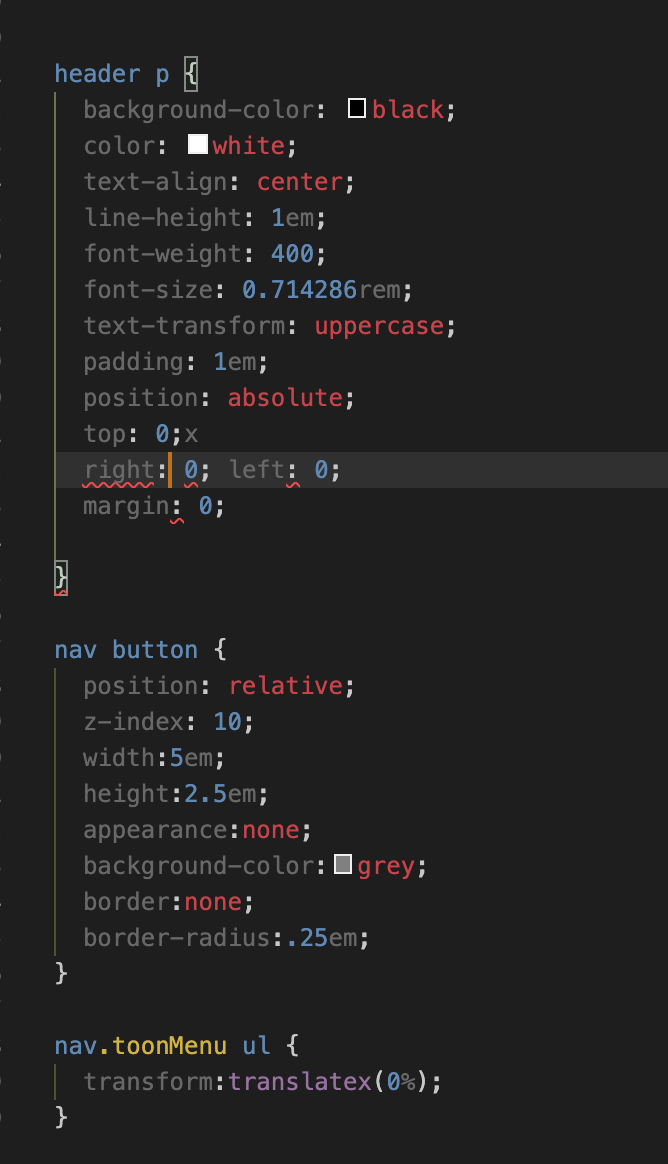 header p {
background-color: black;
color: white;
text-align: center;
line-height: 1em;
font-weight: 400;
font-size: 0.714286rem;
text-transform: uppercase;
padding: 1em;
position: absolute;
top: 0;x
right: 0; left: 0;
margin: 0;
}
nav button {
position: relative;
z-index: 10;
width:5em;
height:2.5em;
appearance:none;
background-color:grey;
border:none;
border-radius:.25em;
}
nav.toonMenu ul {
transform:translatex(0%);
}